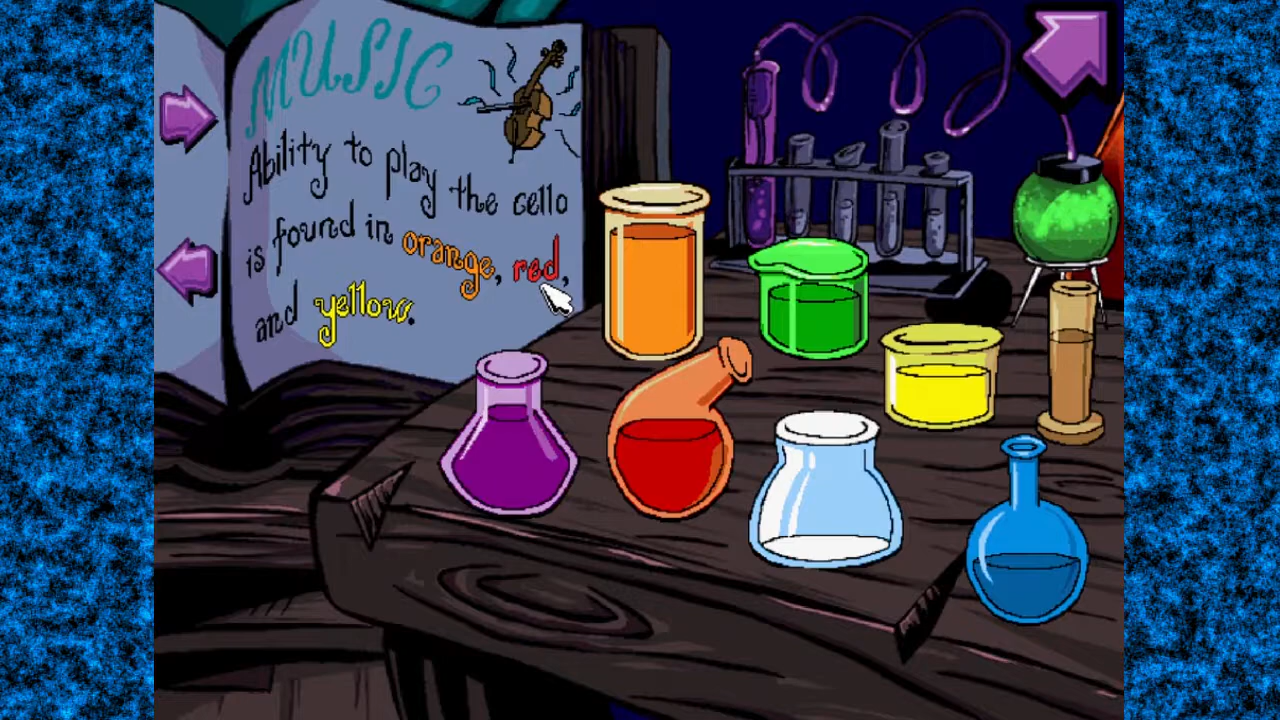 MUSIC
Ability to play the cello
is found in orange, red,
and yellow.